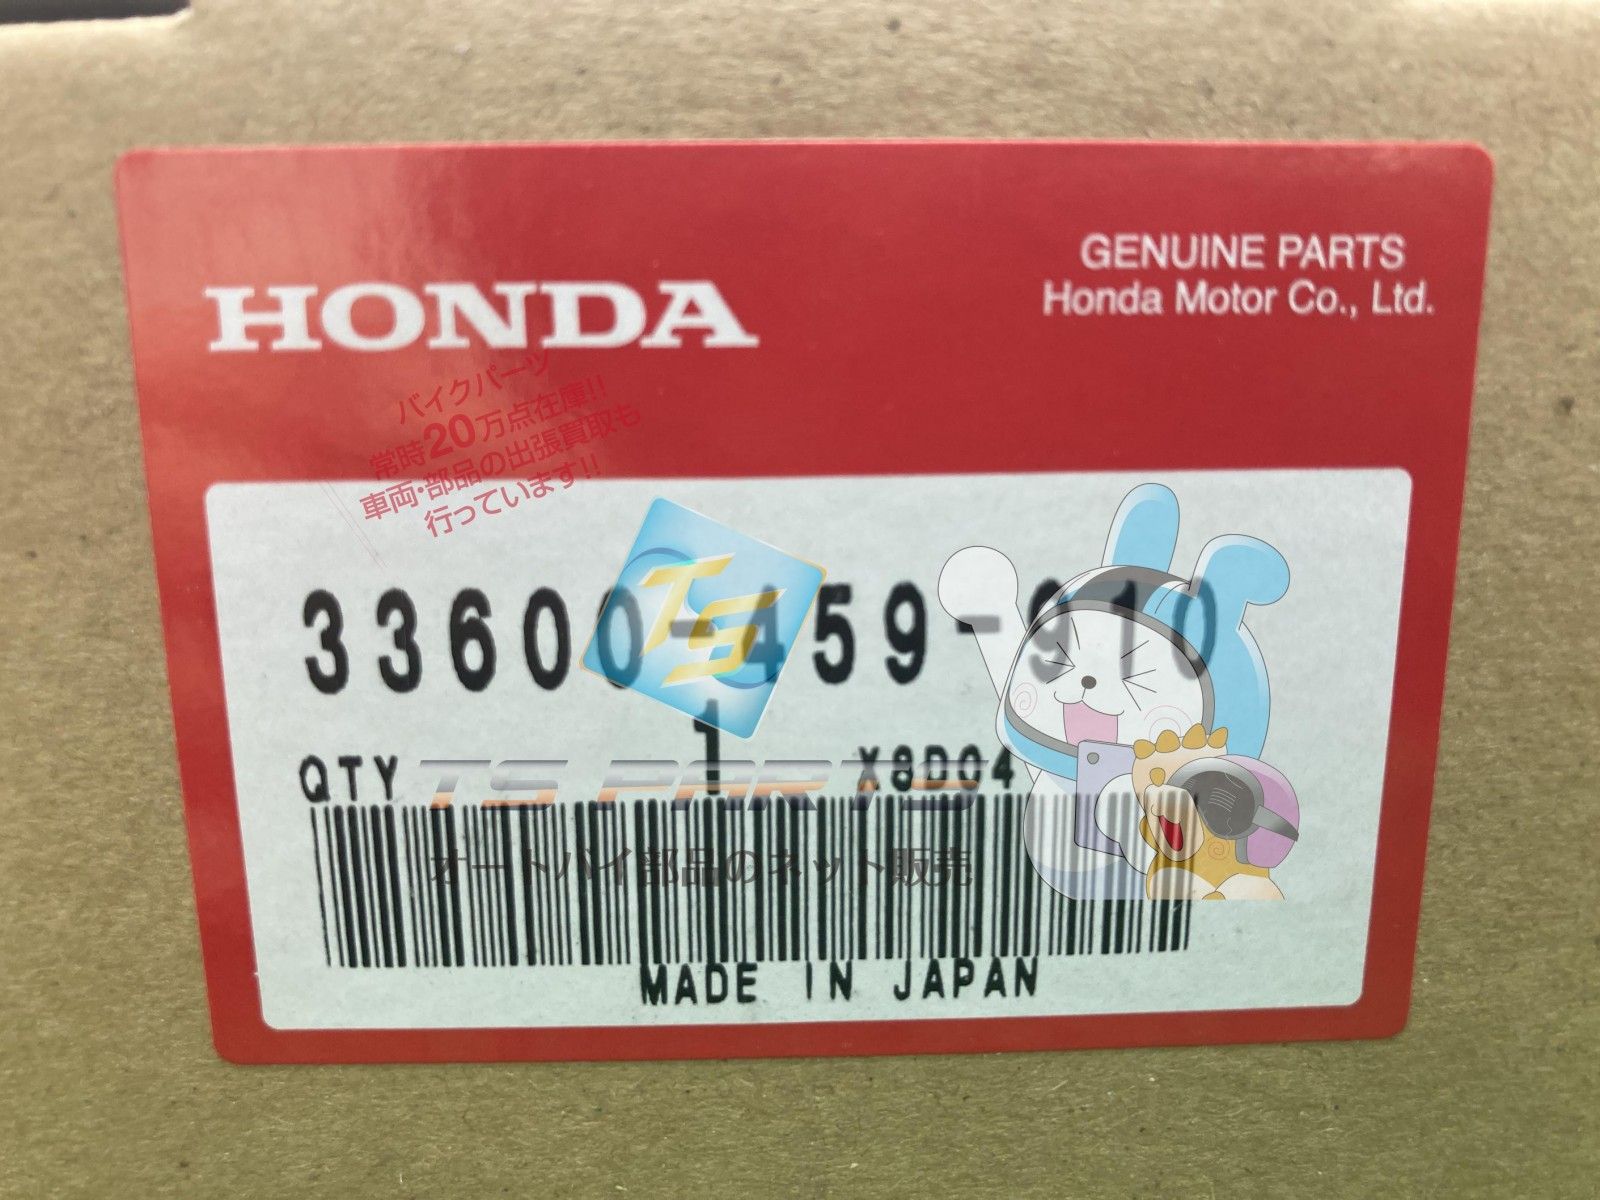 GENUINE PARTS
HONDA
Honda Motor Co., Ltd.
バイクパーツ
常時20万点在庫!!
車両・部品の出張買取も
行っています!!
33600-459-910
TS
1
QTY
X8D04
TS PARTS
オートバイ部品のネット販売
MADE IN JAPAN